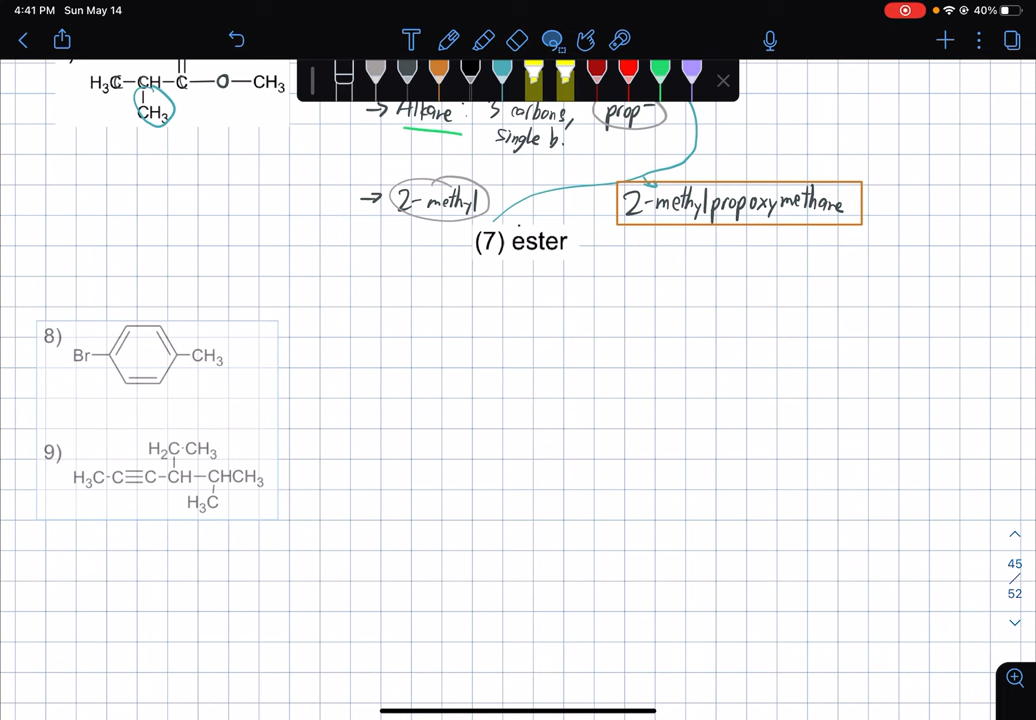 4:41 PM Sun May 14
40%
H₃C—CH—C—O—CH₃
CH₃
→ Alkane: 3 carbons, prop-
single b.
→ 2-methyl
2-methylpropoxymethane
(7) ester
8)
Br CH₃
9)
H₂C·CH₃
H₃C-C≡C-CH-CHCH₃
H₃C
45
/
52